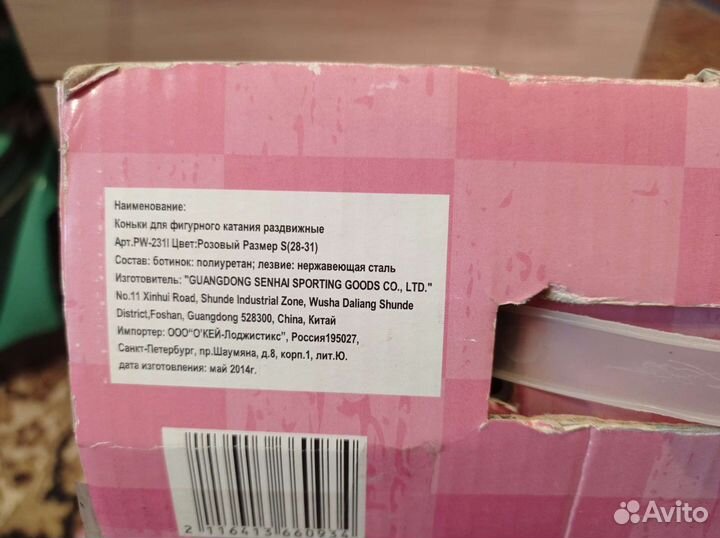 Наименование:
Коньки для фигурного катания раздвижные
Арт.PW-231I Цвет:Розовый Размер S(28-31)
Состав: ботинок: полиуретан; лезвие: нержавеющая сталь
Изготовитель: "GUANGDONG SENHAI SPORTING GOODS CO., LTD."
No.11 Xinhui Road, Shunde Industrial Zone, Wusha Daliang Shunde
District,Foshan, Guangdong 528300, China, Китай
Импортер: ООО"О'КЕЙ-Лоджистикс", Россия195027,
Санкт-Петербург, пр.Шаумяна, д.8, корп.1, лит.Ю.
дата изготовления: май 2014г.
2 116413 660934
Avito